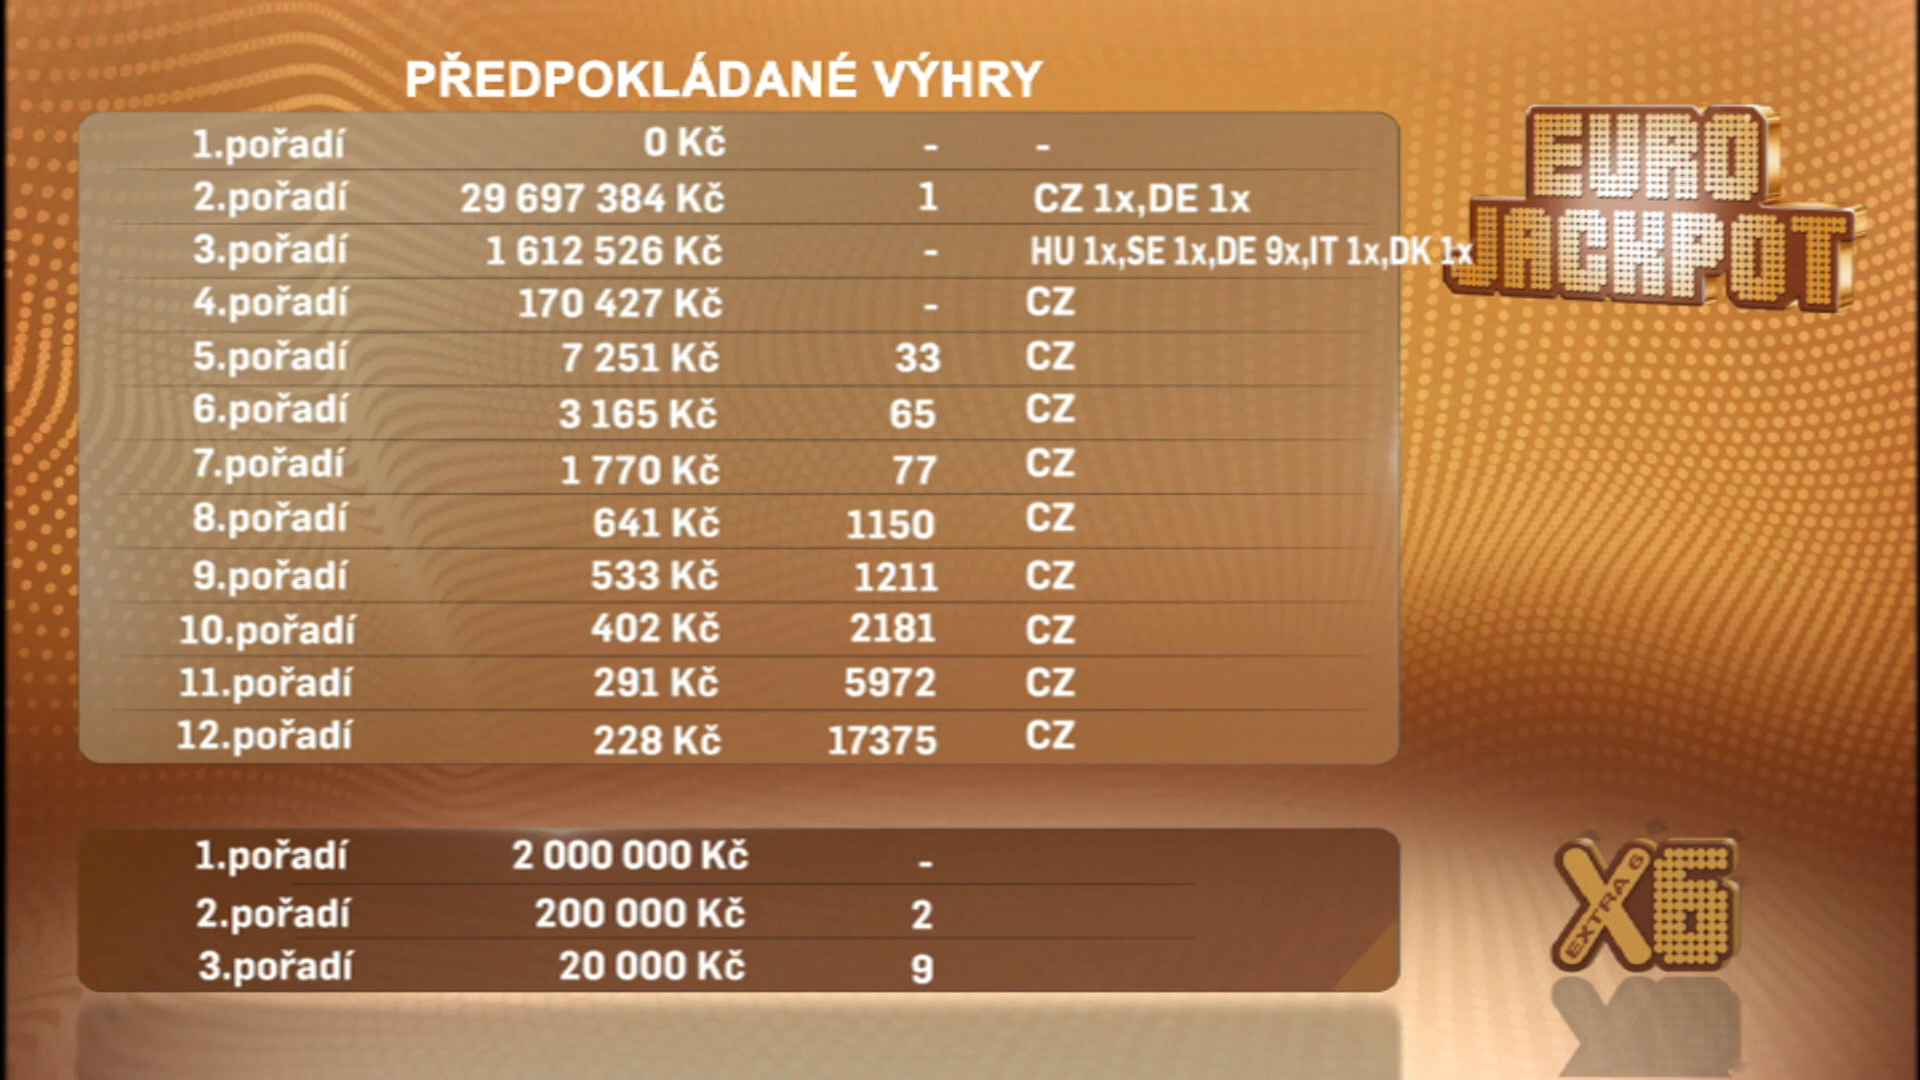 PŘEDPOKLÁDANÉ VÝHRY
1.pořadí 0 Kč - -
2.pořadí 29 697 384 Kč 1 CZ 1x,DE 1x
3.pořadí 1 612 526 Kč - HU 1x,SE 1x,DE 9x,IT 1x,DK 1x
4.pořadí 170 427 Kč - CZ
5.pořadí 7 251 Kč 33 CZ
6.pořadí 3 165 Kč 65 CZ
7.pořadí 1 770 Kč 77 CZ
8.pořadí 641 Kč 1150 CZ
9.pořadí 533 Kč 1211 CZ
10.pořadí 402 Kč 2181 CZ
11.pořadí 291 Kč 5972 CZ
12.pořadí 228 Kč 17375 CZ
EURO
JACKPOT
1.pořadí 2 000 000 Kč -
2.pořadí 200 000 Kč 2
3.pořadí 20 000 Kč 9
X6
EXTRA 6